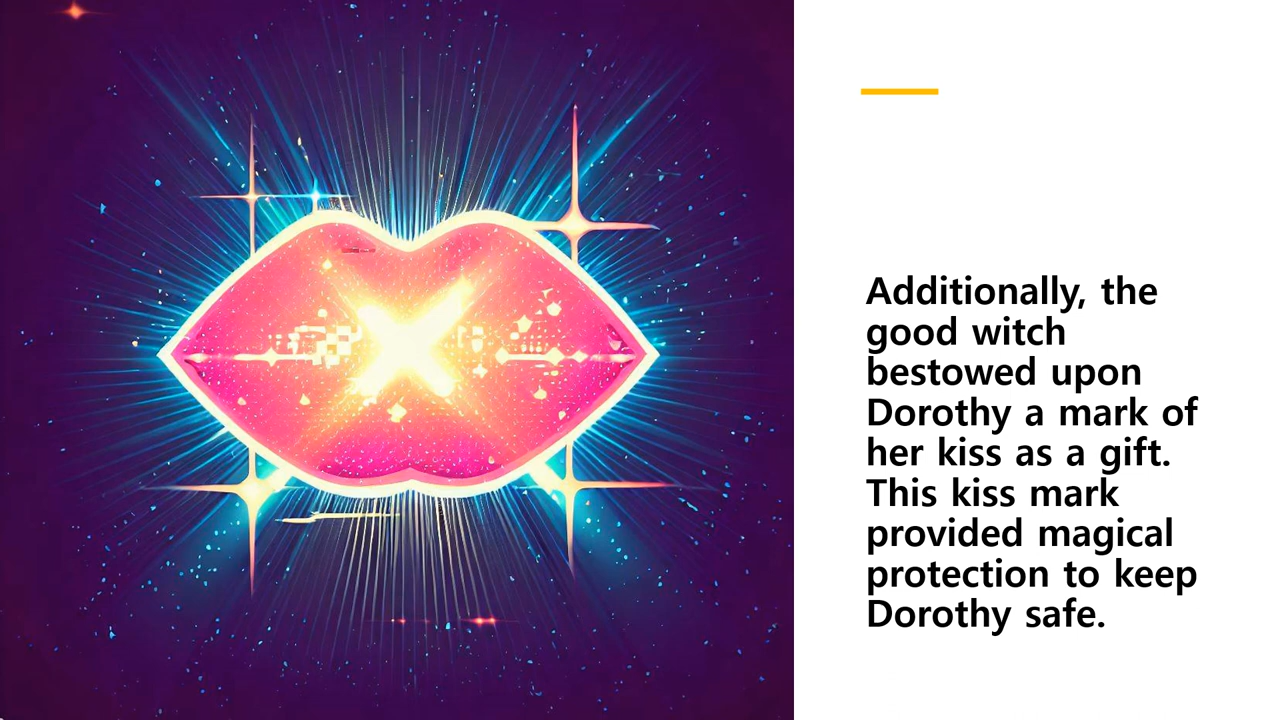 Additionally, the
good witch
bestowed upon
Dorothy a mark of
her kiss as a gift.
This kiss mark
provided magical
protection to keep
Dorothy safe.